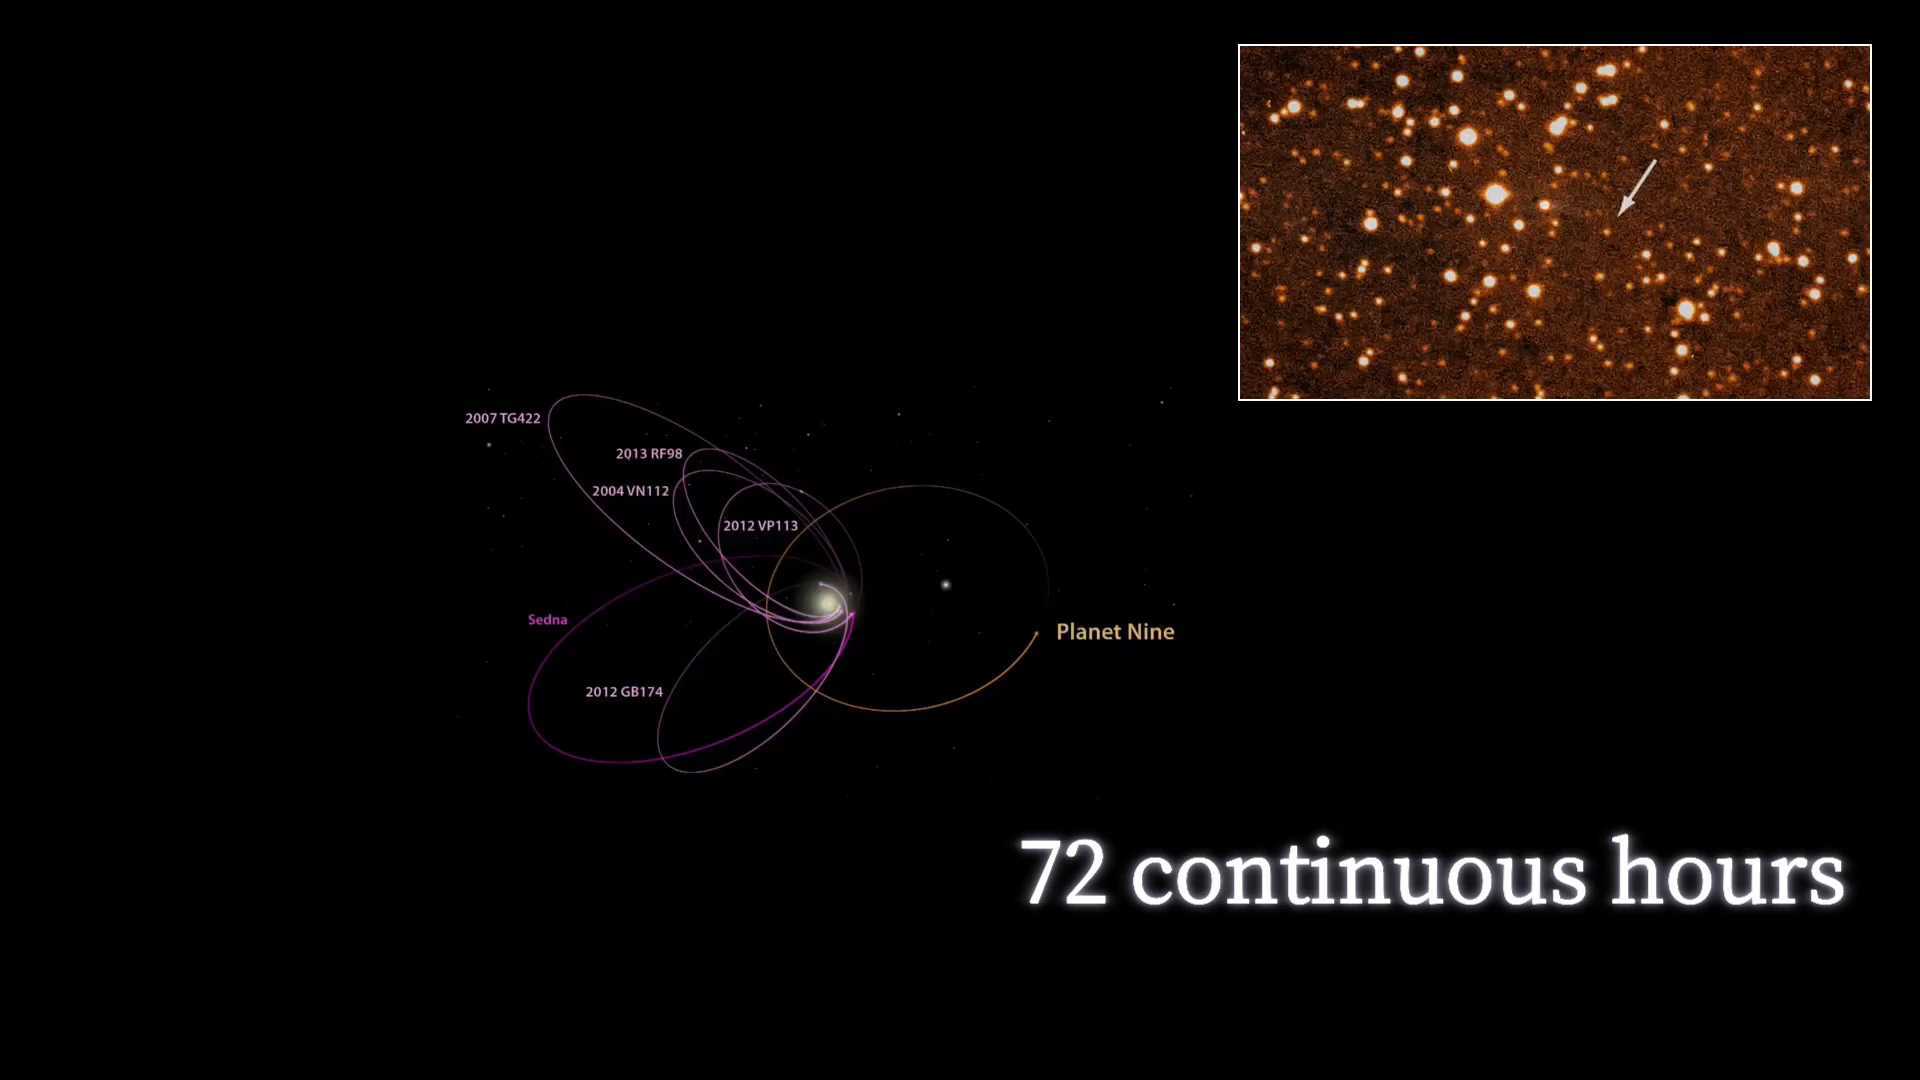 2007 TG422
2013 RF98
2004 VN112
2012 VP113
Sedna
Planet Nine
2012 GB174
72 continuous hours